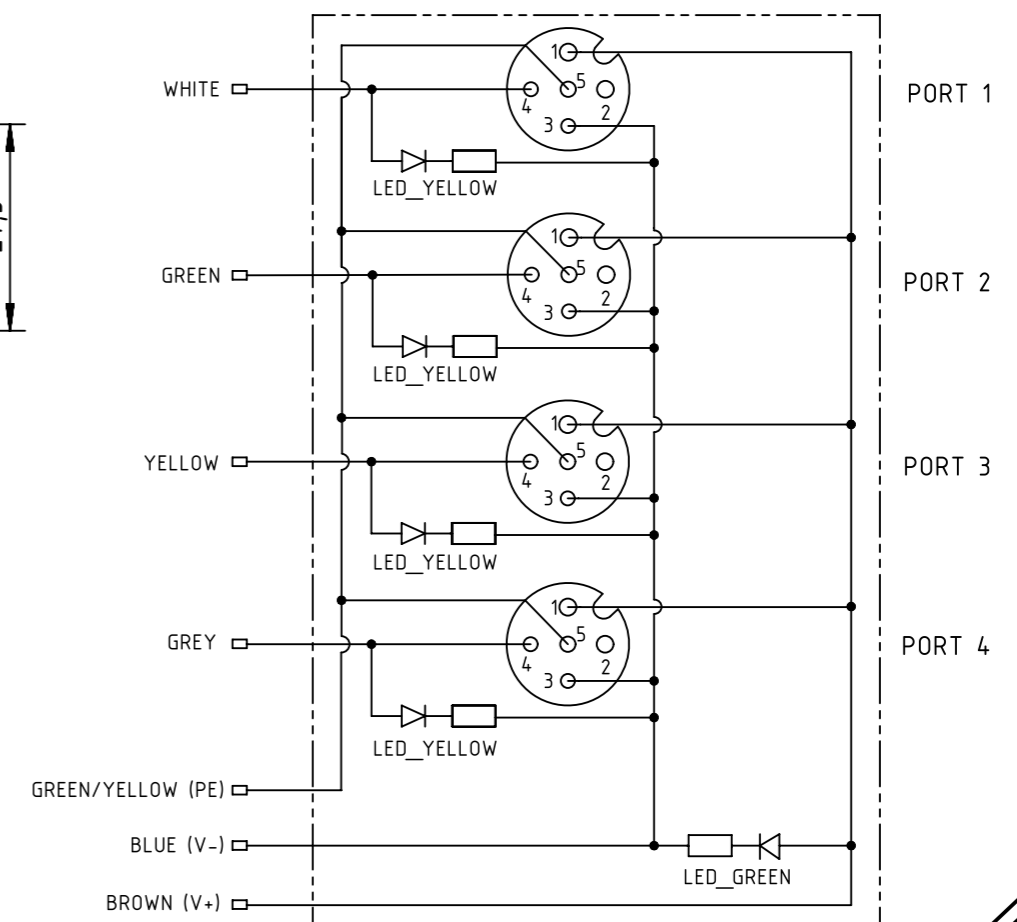 WHITE
1
5
4
2
3
PORT 1
LED_YELLOW
GREEN
1
5
4
2
3
PORT 2
LED_YELLOW
YELLOW
1
5
4
2
3
PORT 3
LED_YELLOW
GREY
1
5
4
2
3
PORT 4
LED_YELLOW
GREEN/YELLOW (PE)
BLUE (V-)
LED_GREEN
BROWN (V+)